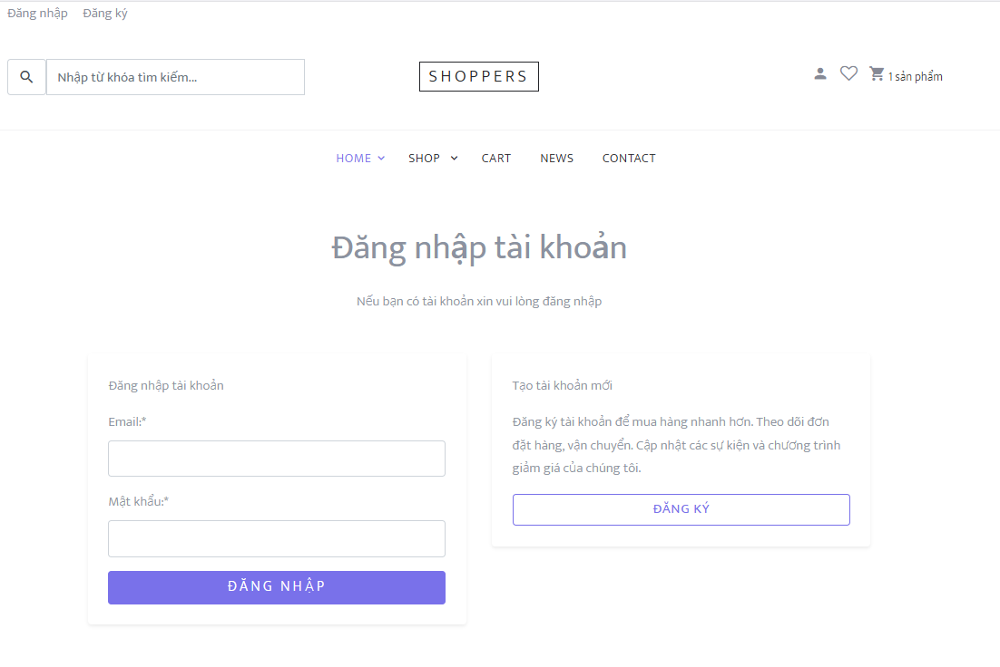 Đăng nhập Đăng ký
Nhập từ khóa tìm kiếm...
SHOPPERS
1 sản phẩm
HOME SHOP CART NEWS CONTACT
Đăng nhập tài khoản
Nếu bạn có tài khoản xin vui lòng đăng nhập
Đăng nhập tài khoản
Email:*
Mật khẩu:*
ĐĂNG NHẬP
Tạo tài khoản mới
Đăng ký tài khoản để mua hàng nhanh hơn. Theo dõi đơn
đặt hàng, vận chuyển. Cập nhật các sự kiện và chương trình
giảm giá của chúng tôi.
ĐĂNG KÝ